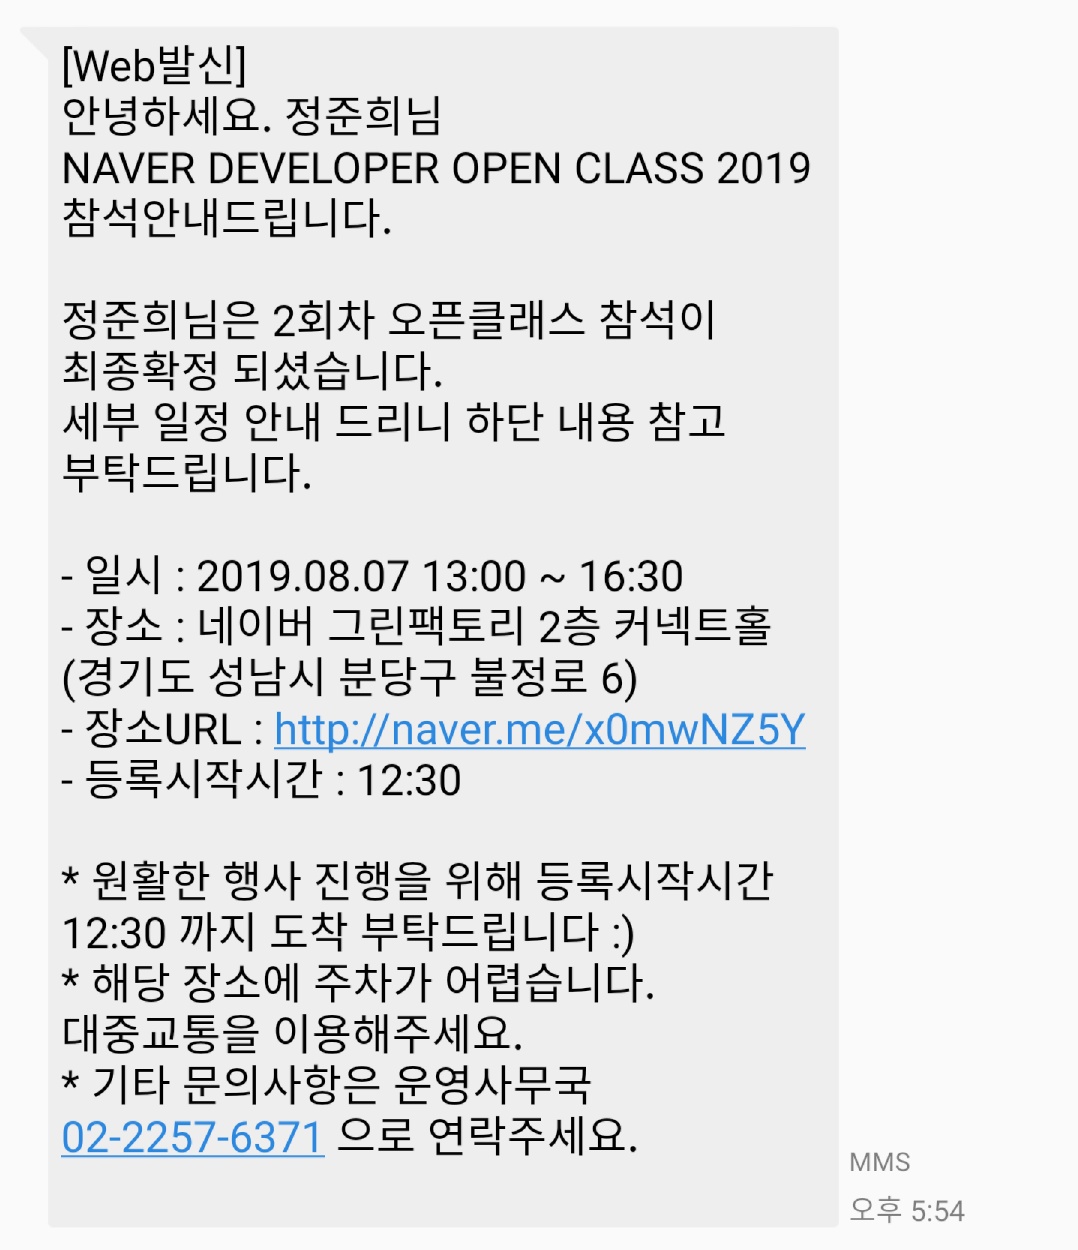 [Web발신]
안녕하세요. 정준희님
NAVER DEVELOPER OPEN CLASS 2019
참석안내드립니다.
정준희님은 2회차 오픈클래스 참석이
최종확정 되셨습니다.
세부 일정 안내 드리니 하단 내용 참고
부탁드립니다.
- 일시 : 2019.08.07 13:00 ~ 16:30
- 장소 : 네이버 그린팩토리 2층 커넥트홀
(경기도 성남시 분당구 불정로 6)
- 장소URL : http://naver.me/x0mwNZ5Y
- 등록시작시간 : 12:30
* 원활한 행사 진행을 위해 등록시작시간
12:30 까지 도착 부탁드립니다 :)
* 해당 장소에 주차가 어렵습니다.
대중교통을 이용해주세요.
* 기타 문의사항은 운영사무국
02-2257-6371 으로 연락주세요.
MMS
오후 5:54